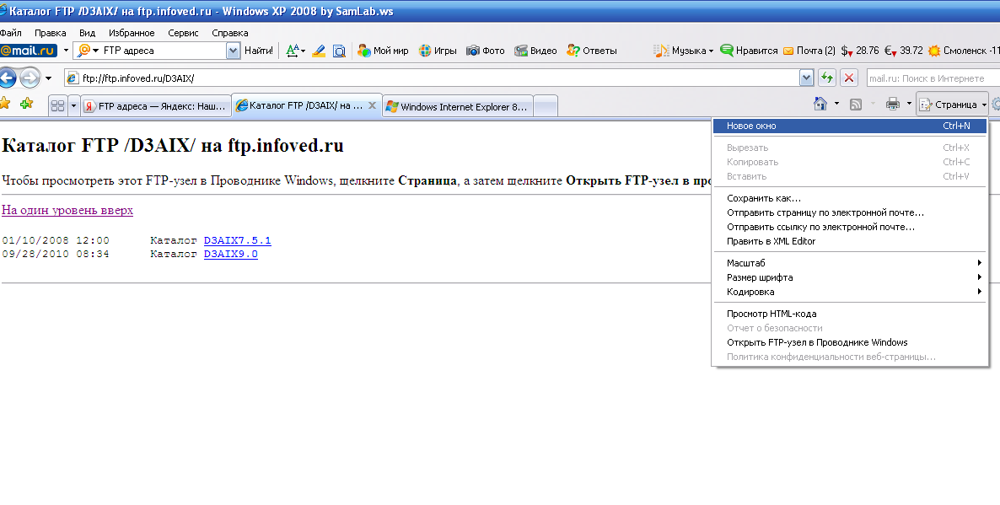 Каталог FTP /D3AIX/ на ftp.infoved.ru - Windows XP 2008 by SamLab.ws
Файл Правка Вид Избранное Сервис Справка
@mail.ru FTP адреса Найти! Мой мир Игры Фото Видео Ответы Музыка Нравится Почта (2) $ 28.76 € 39.72 Смоленск -11
ftp://ftp.infoved.ru/D3AIX/ mail.ru: Поиск в Интернете
FTP адреса — Яндекс: Наш... Каталог FTP /D3AIX/ на ... Windows Internet Explorer 8... Страница
Каталог FTP /D3AIX/ на ftp.infoved.ru
Чтобы просмотреть этот FTP-узел в Проводнике Windows, щелкните Страница, а затем щелкните Открыть FTP-узел в про
На один уровень вверх
01/10/2008 12:00 Каталог D3AIX7.5.1
09/28/2010 08:34 Каталог D3AIX9.0
Новое окно Ctrl+N
Вырезать Ctrl+X
Копировать Ctrl+C
Вставить Ctrl+V
Сохранить как...
Отправить страницу по электронной почте...
Отправить ссылку по электронной почте...
Править в XML Editor
Масштаб
Размер шрифта
Кодировка
Просмотр HTML-кода
Отчет о безопасности
Открыть FTP-узел в Проводнике Windows
Политика конфиденциальности веб-страницы...